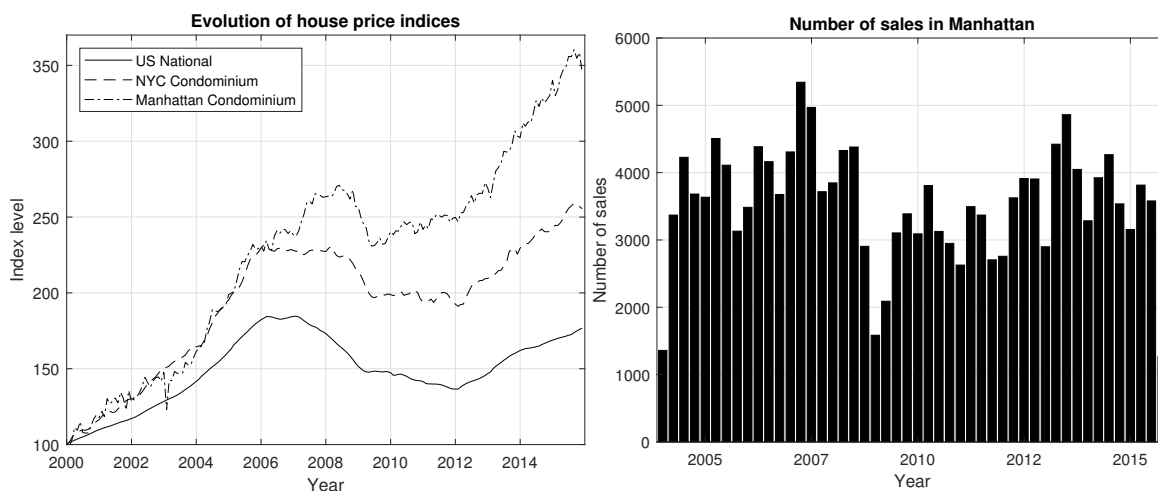 Evolution of house price indices
US National
NYC Condominium
Manhattan Condominium
350
300
250
200
150
100
Index level
2000 2002 2004 2006 2008 2010 2012 2014
Year
Number of sales in Manhattan
6000
5000
4000
3000
2000
1000
0
Number of sales
2005 2007 2010 2012 2015
Year